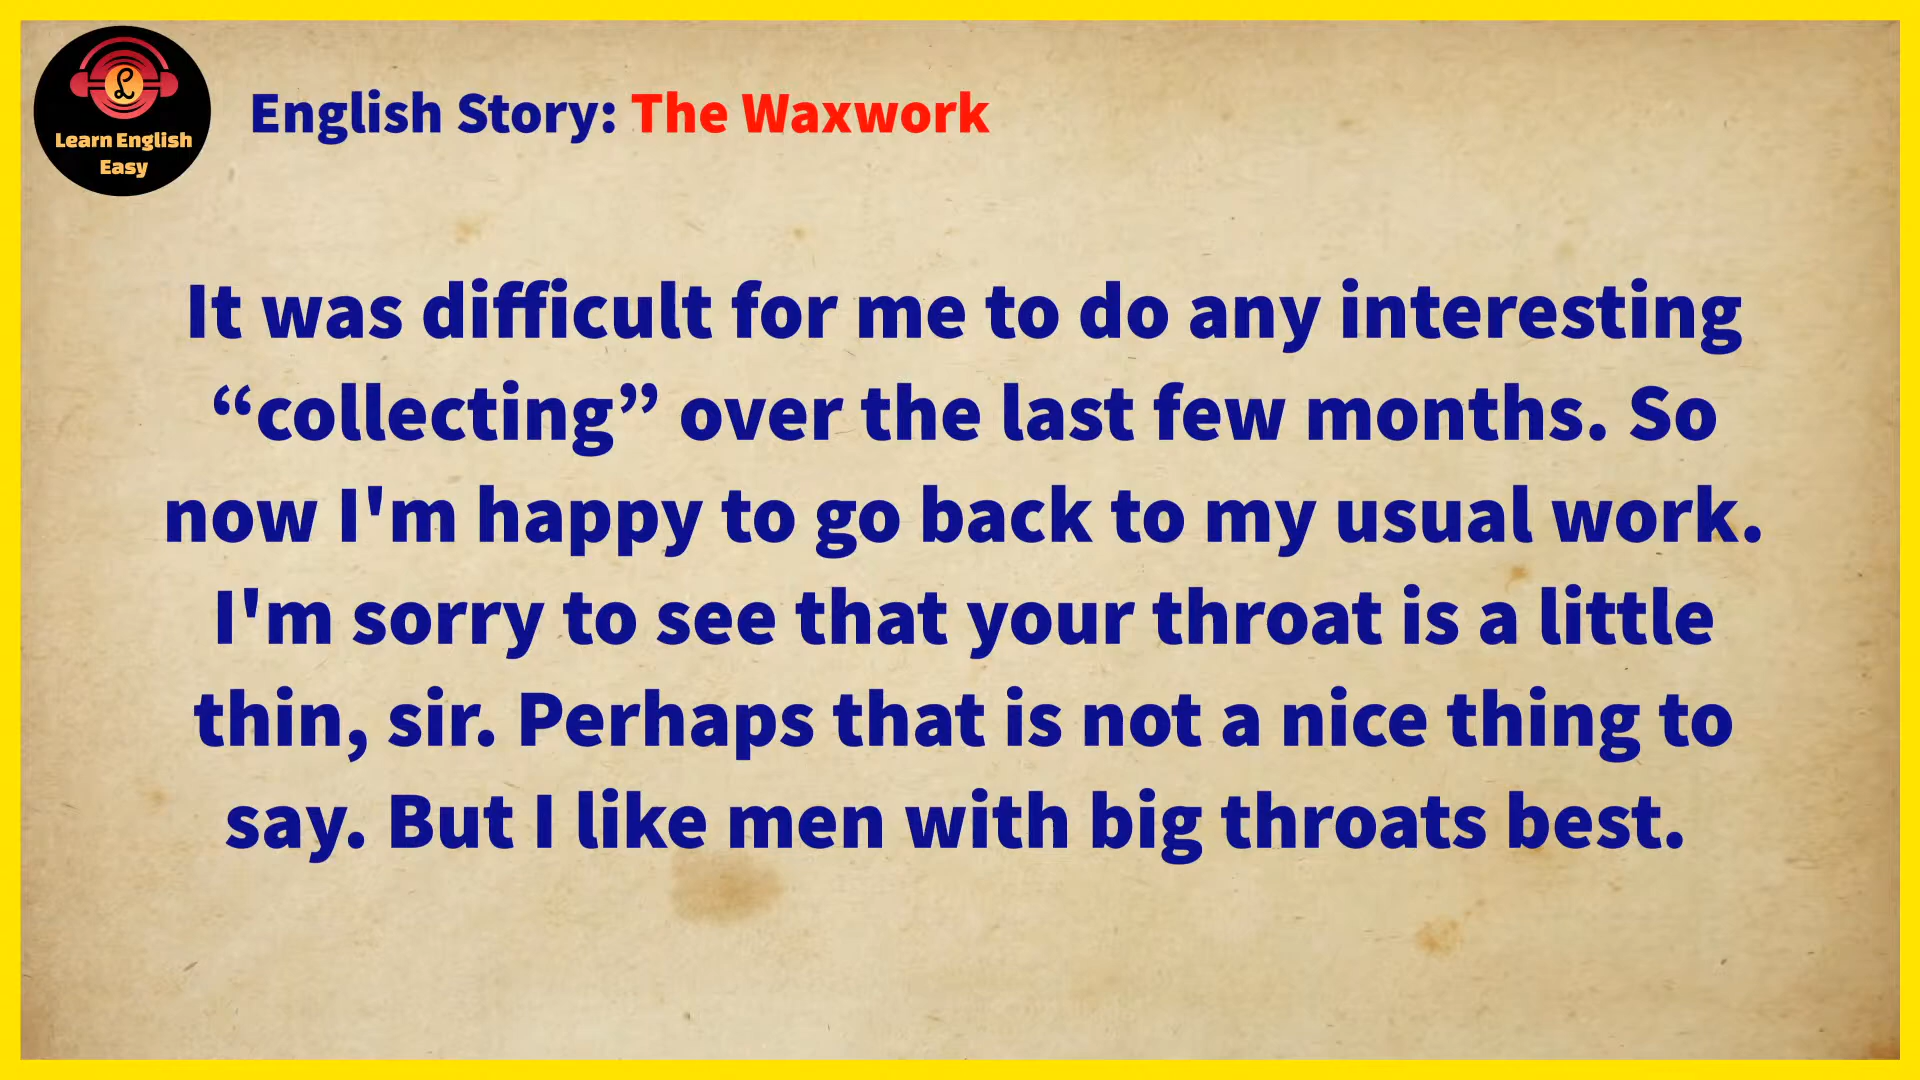 Learn English
Easy
English Story: The Waxwork
It was difficult for me to do any interesting
“collecting” over the last few months. So
now I'm happy to go back to my usual work.
I'm sorry to see that your throat is a little
thin, sir. Perhaps that is not a nice thing to
say. But I like men with big throats best.